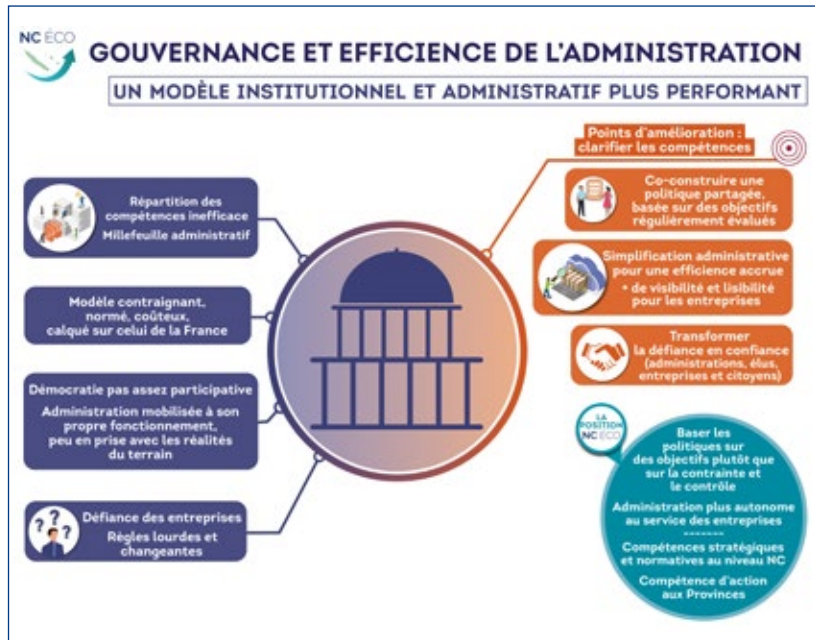 NC ÉCO
GOUVERNANCE ET EFFICIENCE DE L'ADMINISTRATION
UN MODÈLE INSTITUTIONNEL ET ADMINISTRATIF PLUS PERFORMANT
Répartition des
compétences inefficace
Millefeuille administratif
Modèle contraignant,
normé, coûteux,
calqué sur celui de la France
Démocratie pas assez participative
Administration mobilisée à son
propre fonctionnement,
peu en prise avec les réalités
du terrain
? ? ?
Défiance des entreprises
Règles lourdes et
changeantes
Points d'amélioration :
clarifier les compétences
Co-construire une
politique partagée,
basée sur des objectifs
régulièrement évalués
Simplification administrative
pour une efficience accrue
+ de visibilité et lisibilité
pour les entreprises
Transformer
la défiance en confiance
(administrations, élus,
entreprises et citoyens)
LA
POSITION
NC ÉCO
Baser les
politiques sur
des objectifs plutôt que
sur la contrainte et
le contrôle
Administration plus autonome
au service des entreprises
-------
Compétences stratégiques
et normatives au niveau NC
Compétence d'action
aux Provinces